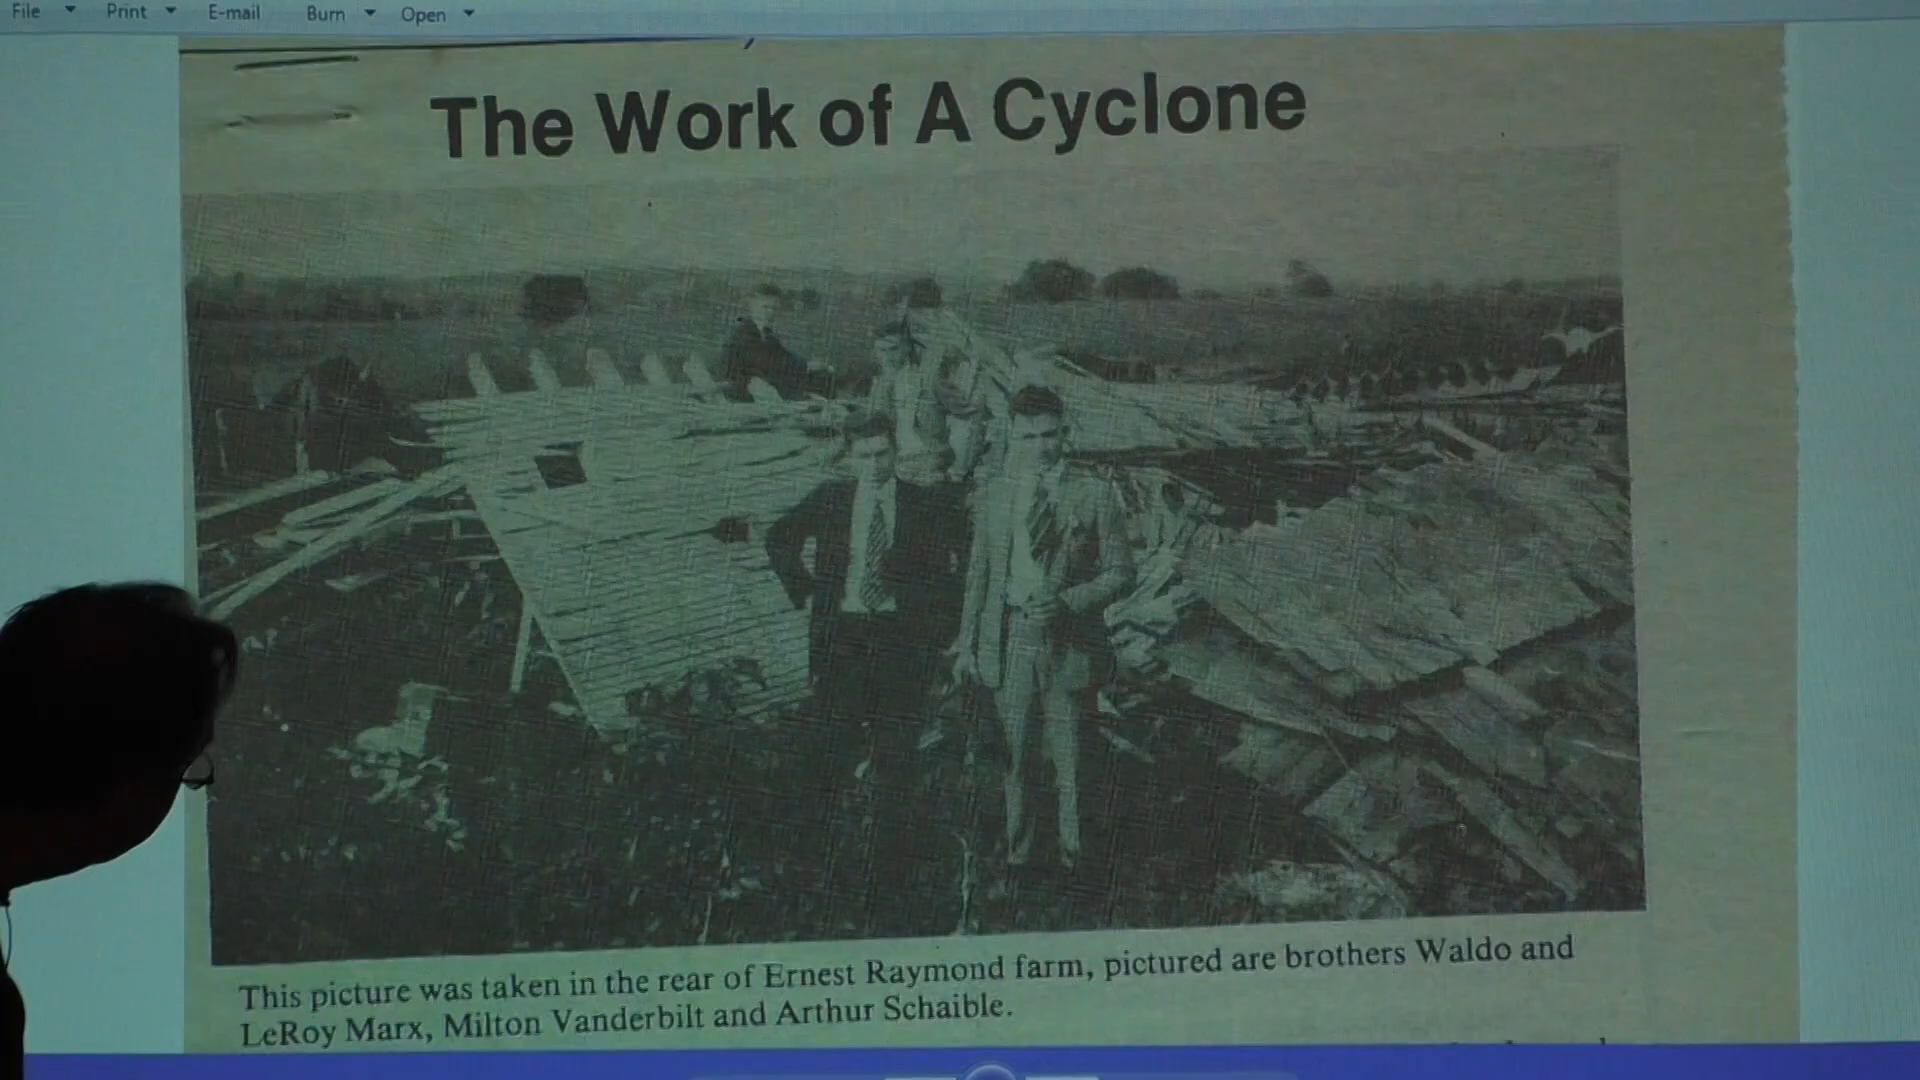 File Print E-mail Burn Open
The Work of A Cyclone
This picture was taken in the rear of Ernest Raymond farm, pictured are brothers Waldo and
LeRoy Marx, Milton Vanderbilt and Arthur Schaible.